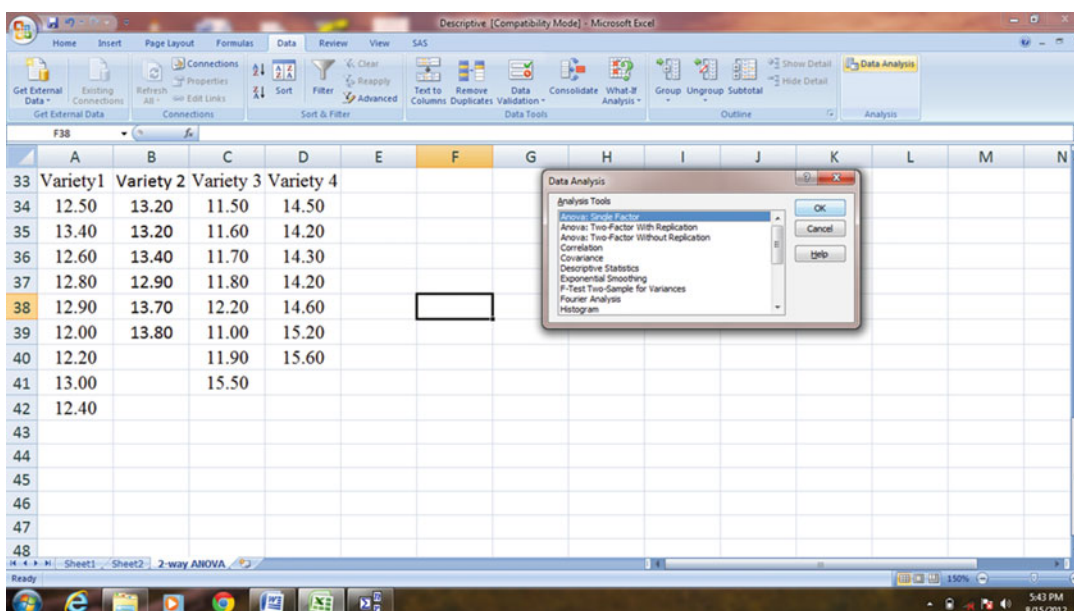 Descriptive [Compatibility Mode] - Microsoft Excel
Home Insert Page Layout Formulas Data Review View SAS
Get External Data
Existing Connections
Refresh All
Connections
Properties
Edit Links
Sort
Filter
Clear
Reapply
Advanced
Text to Columns
Remove Duplicates
Data Validation
Consolidate
What-If Analysis
Group
Ungroup
Subtotal
Show Detail
Hide Detail
Data Analysis
Get External Data Connections Sort & Filter Data Tools Outline Analysis
F38 fx
A B C D E F G H I J K L M N
33 Variety1 Variety 2 Variety 3 Variety 4
34 12.50 13.20 11.50 14.50
35 13.40 13.20 11.60 14.20
36 12.60 13.40 11.70 14.30
37 12.80 12.90 11.80 14.20
38 12.90 13.70 12.20 14.60
39 12.00 13.80 11.00 15.20
40 12.20 11.90 15.60
41 13.00 15.50
42 12.40
43
44
45
46
47
48
Data Analysis
Analysis Tools
Anova: Single Factor
Anova: Two-Factor With Replication
Anova: Two-Factor Without Replication
Correlation
Covariance
Descriptive Statistics
Exponential Smoothing
F-Test Two-Sample for Variances
Fourier Analysis
Histogram
OK
Cancel
Help
Sheet1 Sheet2 2-way ANOVA
Ready 150%
5:43 PM
8/15/2012